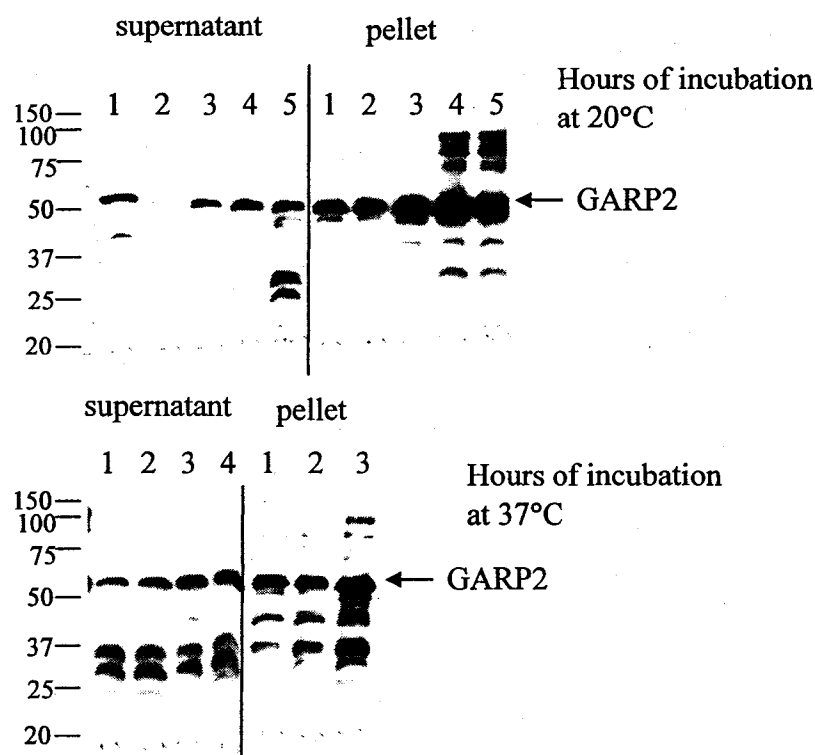 supernatant pellet
Hours of incubation
at 20°C
1 2 3 4 5 1 2 3 4 5
150
100
75
50
37
25
20
GARP2
supernatant pellet
1 2 3 4 1 2 3
Hours of incubation
at 37°C
150
100
75
50
37
25
20
GARP2